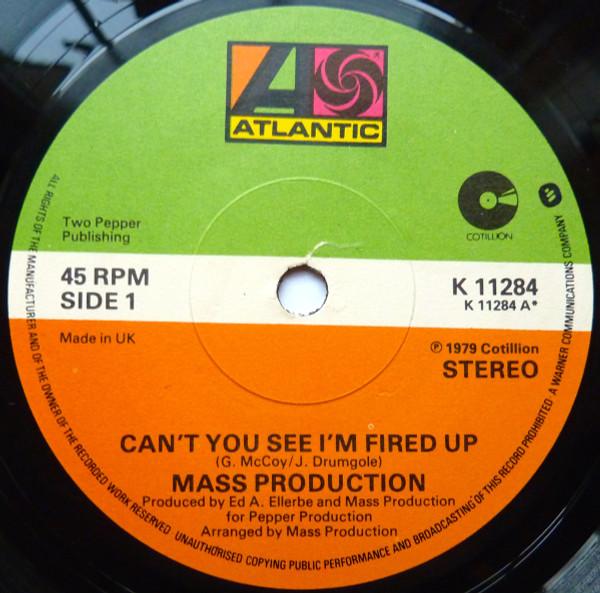 ATLANTIC
COTILLION
Two Pepper
Publishing
45 RPM
SIDE 1
K 11284
K 11284 A*
Made in UK
℗ 1979 Cotillion
STEREO
CAN'T YOU SEE I'M FIRED UP
(G. McCoy/J. Drumgole)
MASS PRODUCTION
Produced by Ed A. Ellerbe and Mass Production
for Pepper Production
Arranged by Mass Production
ALL RIGHTS OF THE MANUFACTURER AND OF THE OWNER OF THE RECORDED WORK RESERVED UNAUTHORISED COPYING PUBLIC PERFORMANCE AND BROADCASTING OF THIS RECORD PROHIBITED A WARNER COMMUNICATIONS COMPANY